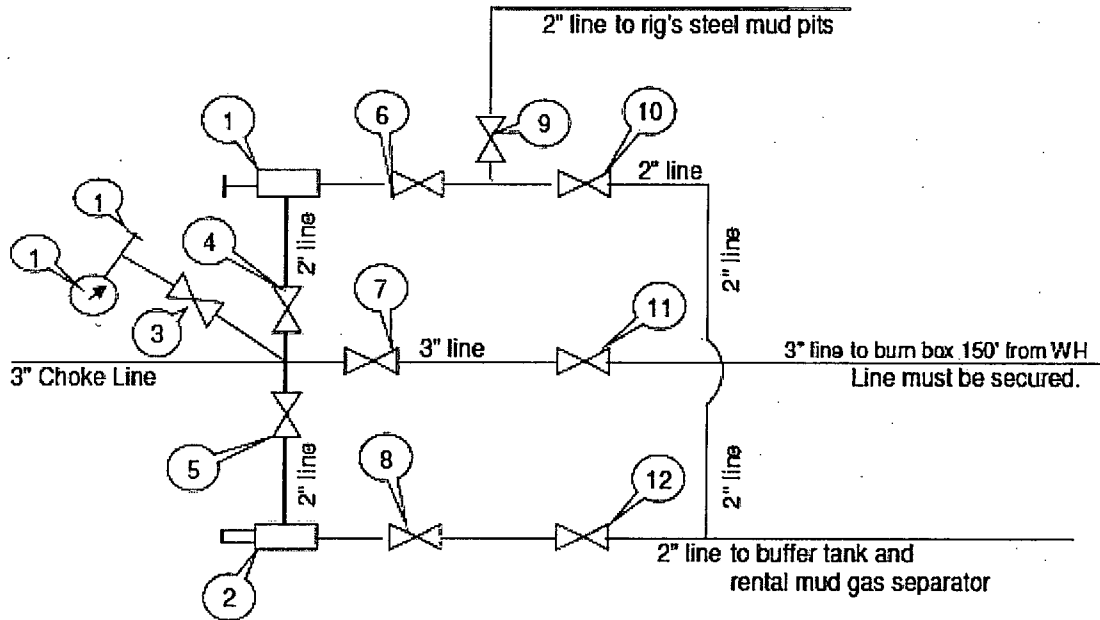 2" line to rig's steel mud pits
1
6
9
10
2" line
1
1
2' line
4
3
7
3" line
11
2" line
3" line to burn box 150' from WH
3" Choke Line
Line must be secured.
5
2" line
8
12
2" line
2
2" line to buffer tank and
rental mud gas separator